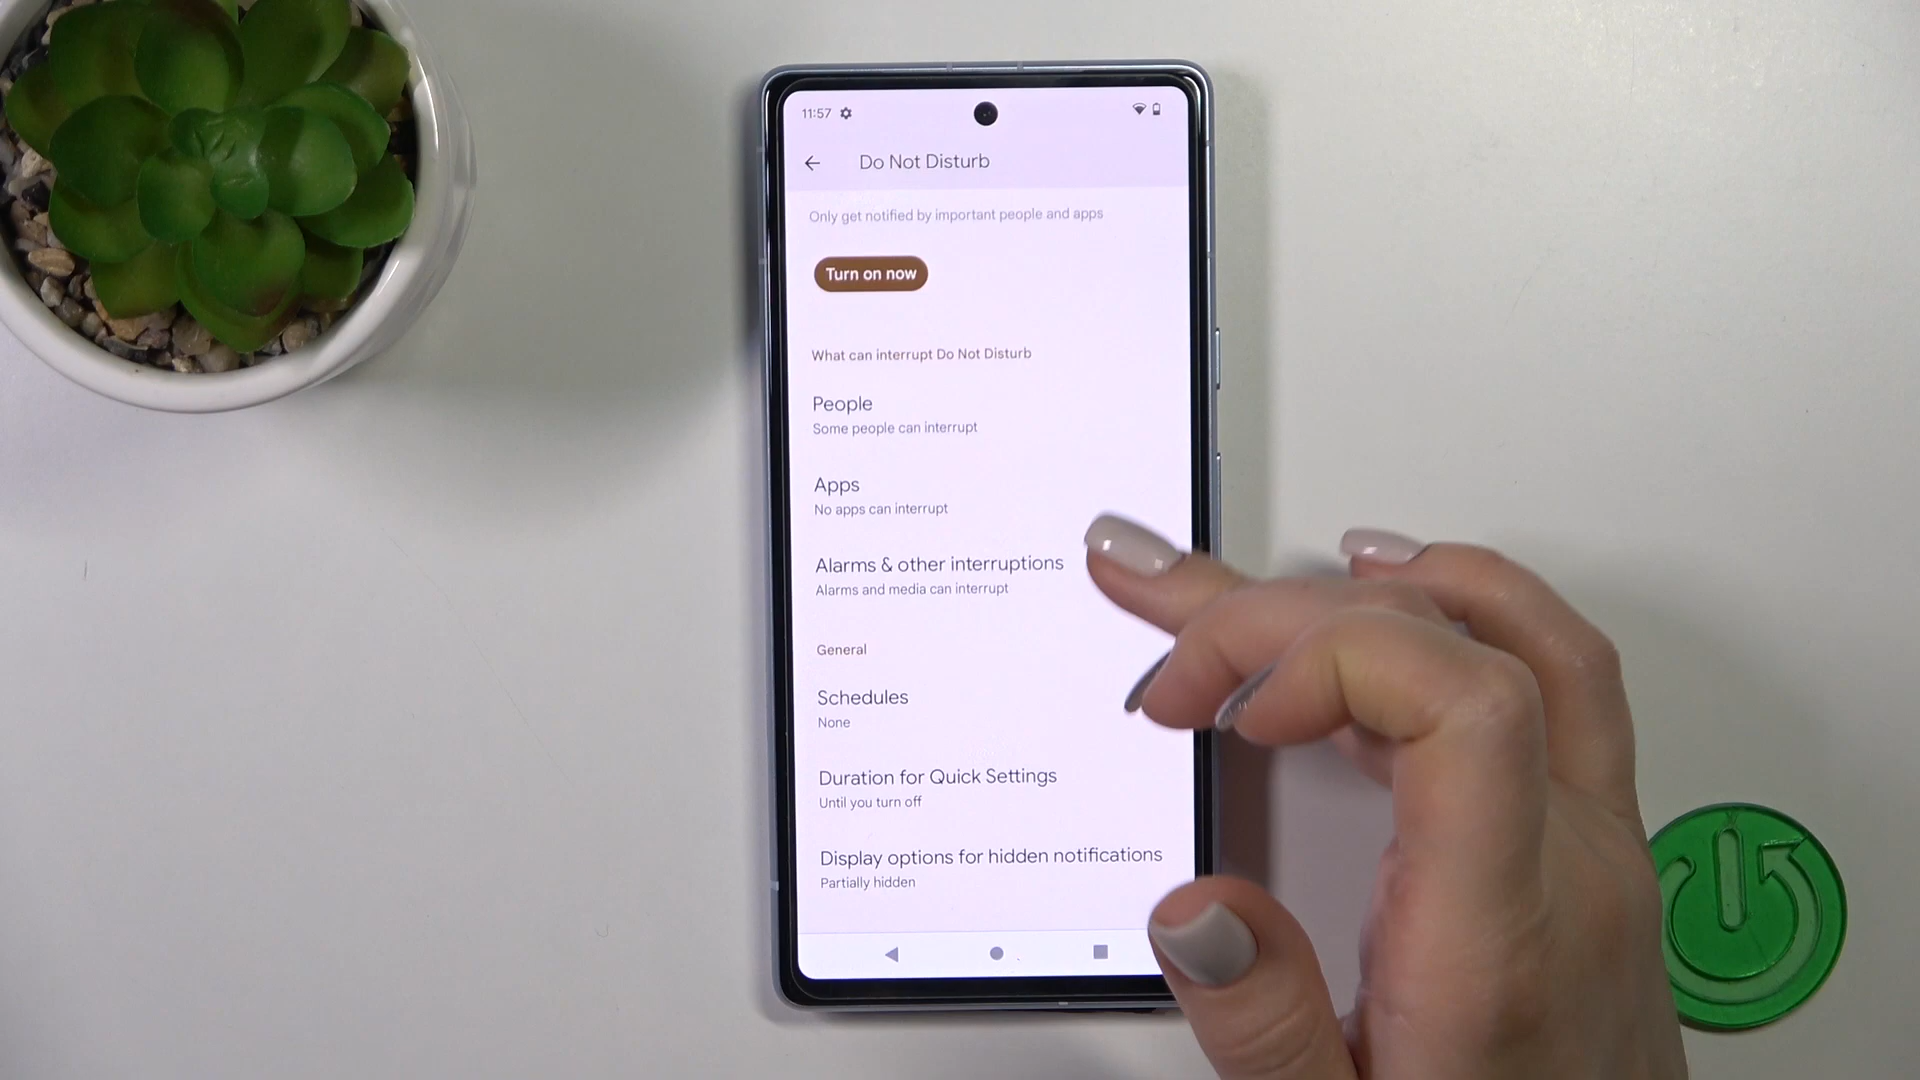 11:57
Do Not Disturb
Only get notified by important people and apps
Turn on now
What can interrupt Do Not Disturb
People
Some people can interrupt
Apps
No apps can interrupt
Alarms & other interruptions
Alarms and media can interrupt
General
Schedules
None
Duration for Quick Settings
Until you turn off
Display options for hidden notifications
Partially hidden